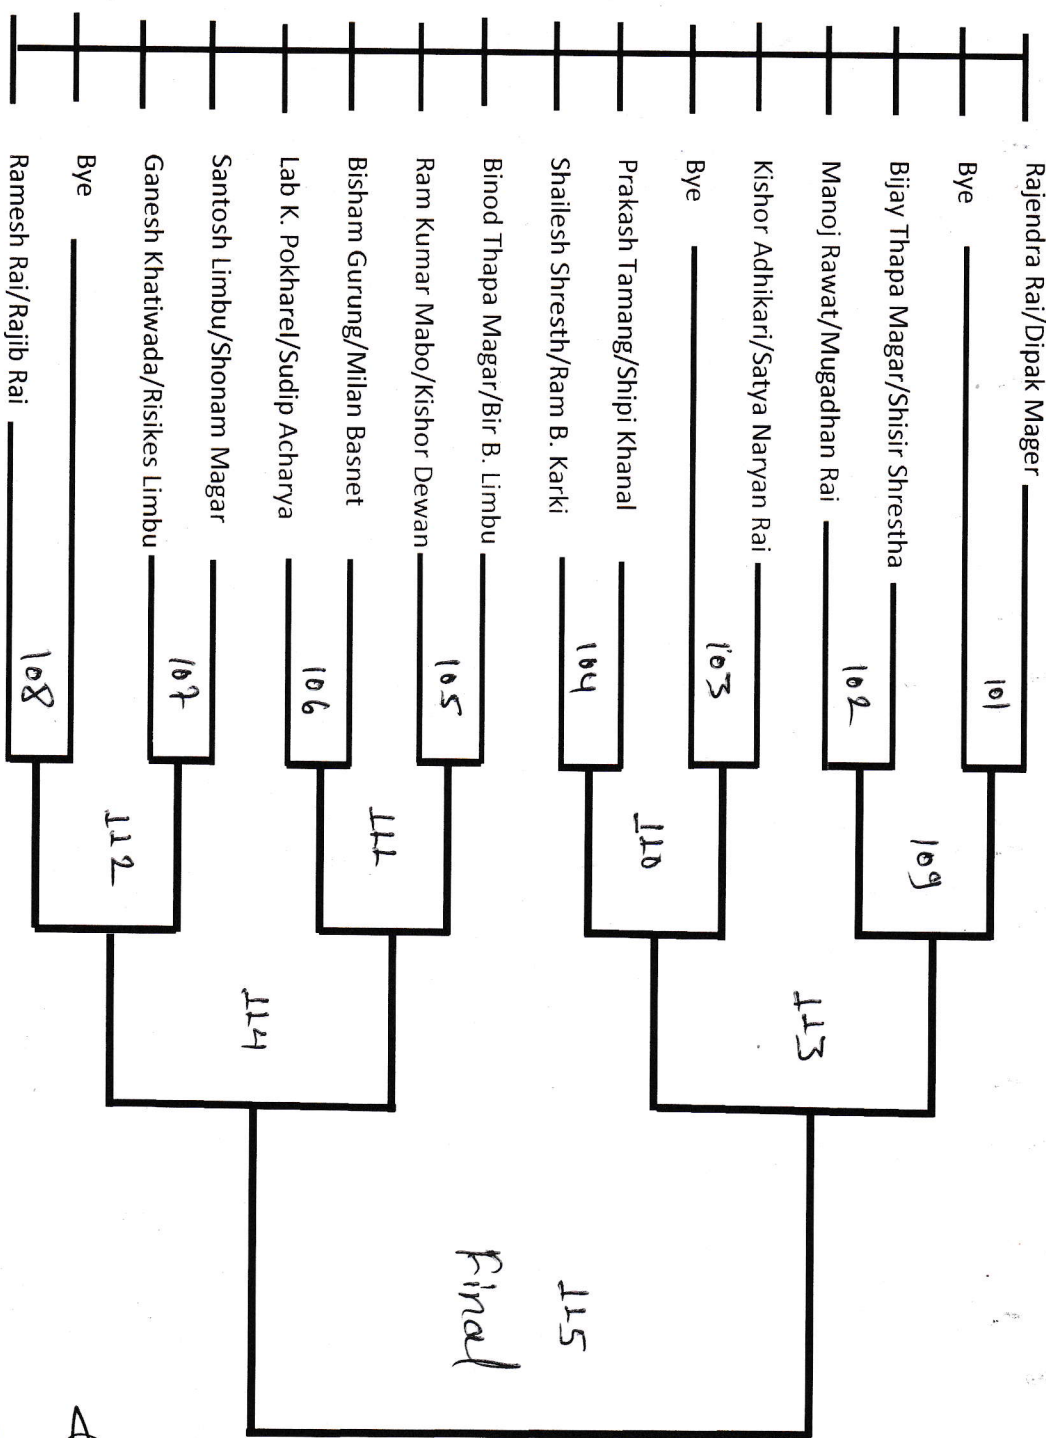 Rajendra Rai/Dipak Mager
Bye
101
Bijay Thapa Magar/Shisir Shrestha
Manoj Rawat/Mugadhan Rai
102
109
Kishor Adhikari/Satya Naryan Rai
Bye
103
Prakash Tamang/Shipi Khanal
Shailesh Shresth/Ram B. Karki
104
110
113
Binod Thapa Magar/Bir B. Limbu
Ram Kumar Mabo/Kishor Dewan
105
Bisham Gurung/Milan Basnet
Lab K. Pokharel/Sudip Acharya
106
111
Santosh Limbu/Shonam Magar
Ganesh Khatiwada/Risikes Limbu
107
Bye
Ramesh Rai/Rajib Rai
108
112
114
115
Final